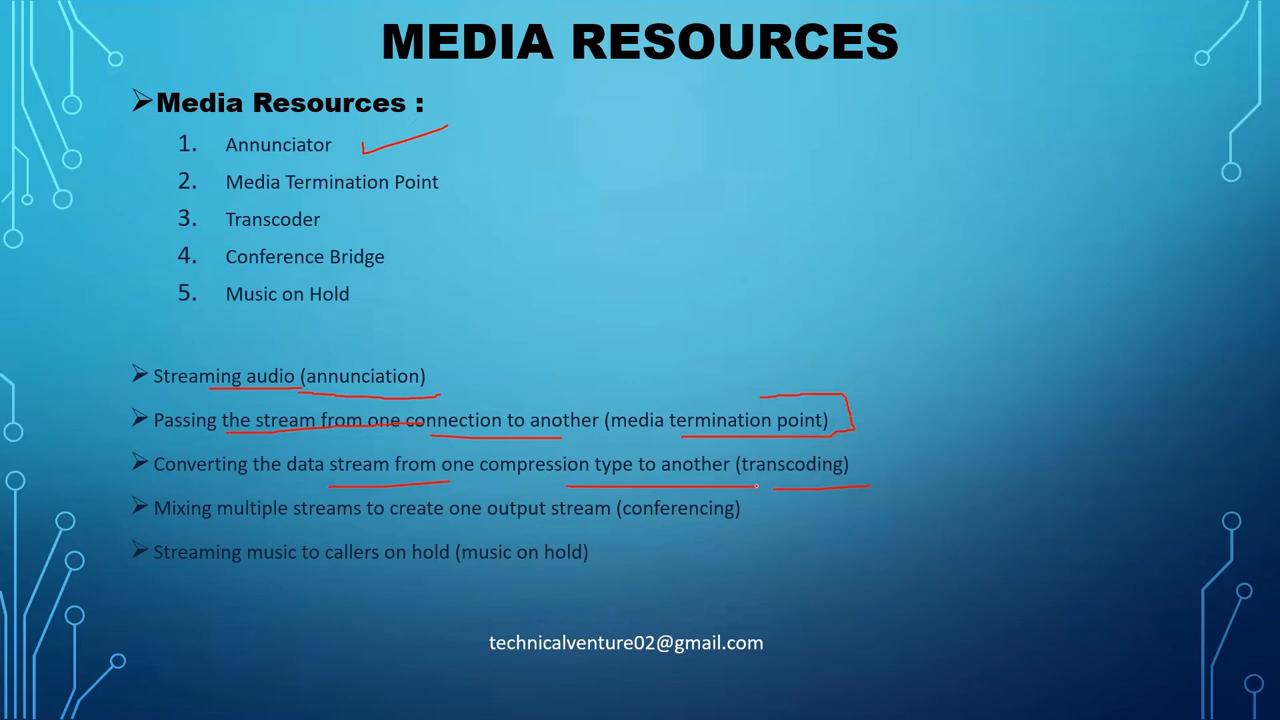 MEDIA RESOURCES
➢Media Resources :
1. Annunciator
2. Media Termination Point
3. Transcoder
4. Conference Bridge
5. Music on Hold
➢Streaming audio (annunciation)
➢Passing the stream from one connection to another (media termination point)
➢Converting the data stream from one compression type to another (transcoding)
➢Mixing multiple streams to create one output stream (conferencing)
➢Streaming music to callers on hold (music on hold)
technicalventure02@gmail.com